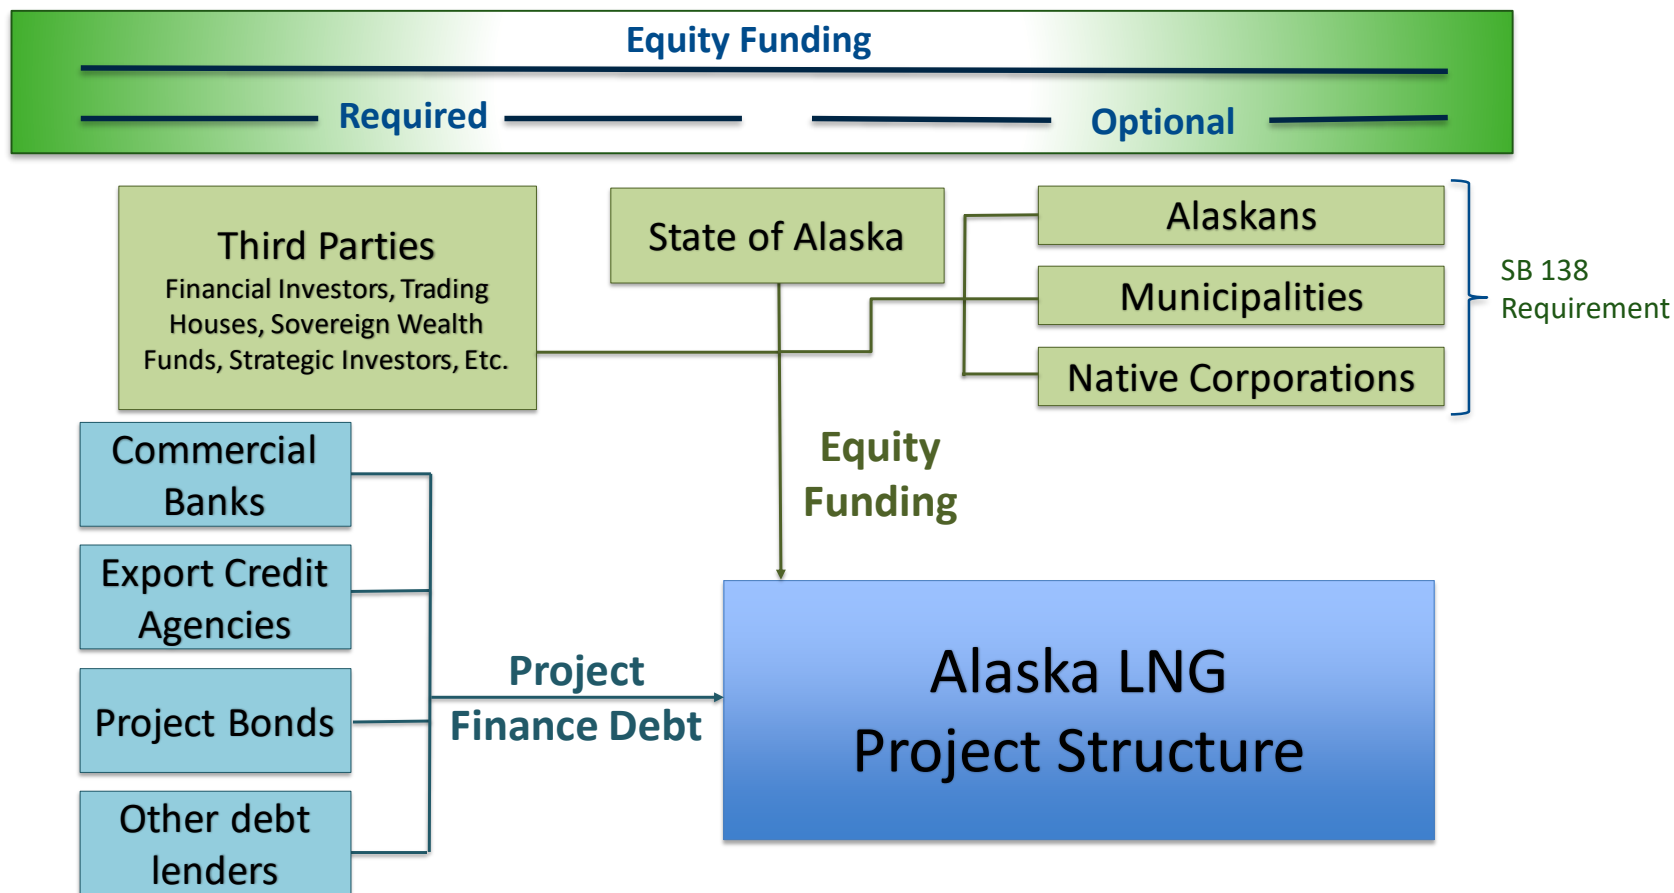 Equity Funding
Required
Optional
Third Parties
Financial Investors, Trading
Houses, Sovereign Wealth
Funds, Strategic Investors, Etc.
State of Alaska
Alaskans
Municipalities
Native Corporations
SB 138
Requirement
Commercial
Banks
Export Credit
Agencies
Project Bonds
Other debt
lenders
Equity
Funding
Project
Finance Debt
Alaska LNG
Project Structure